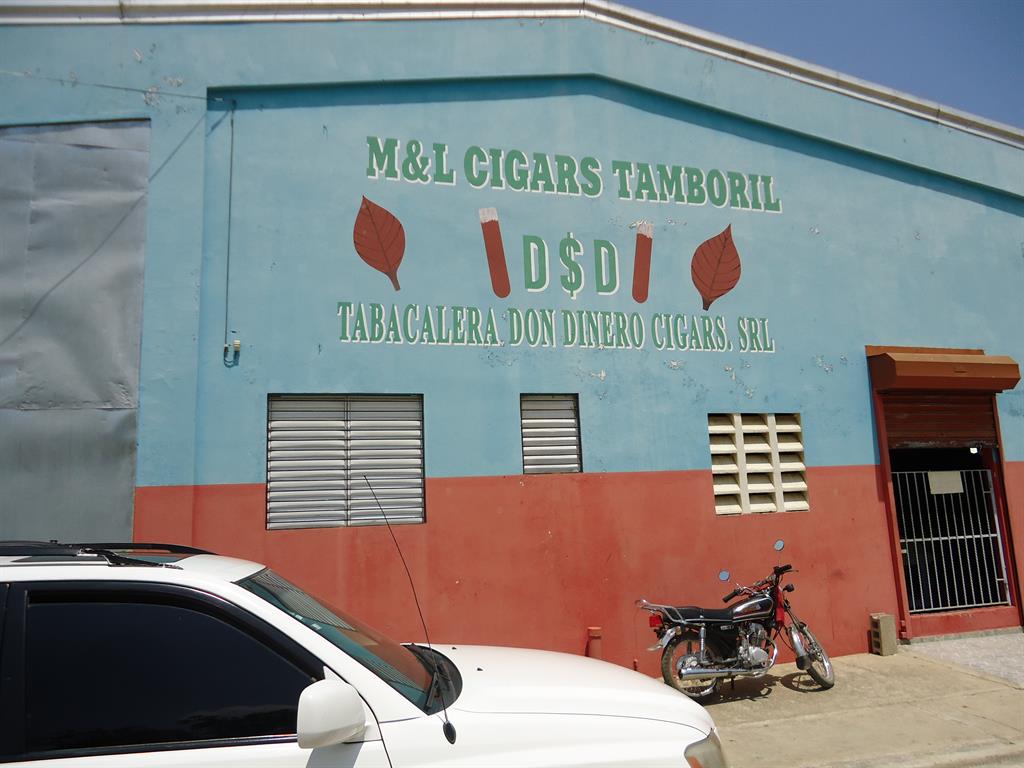 M&L CIGARS TAMBORIL
D$D
TABACALERA DON DINERO CIGARS, SRL